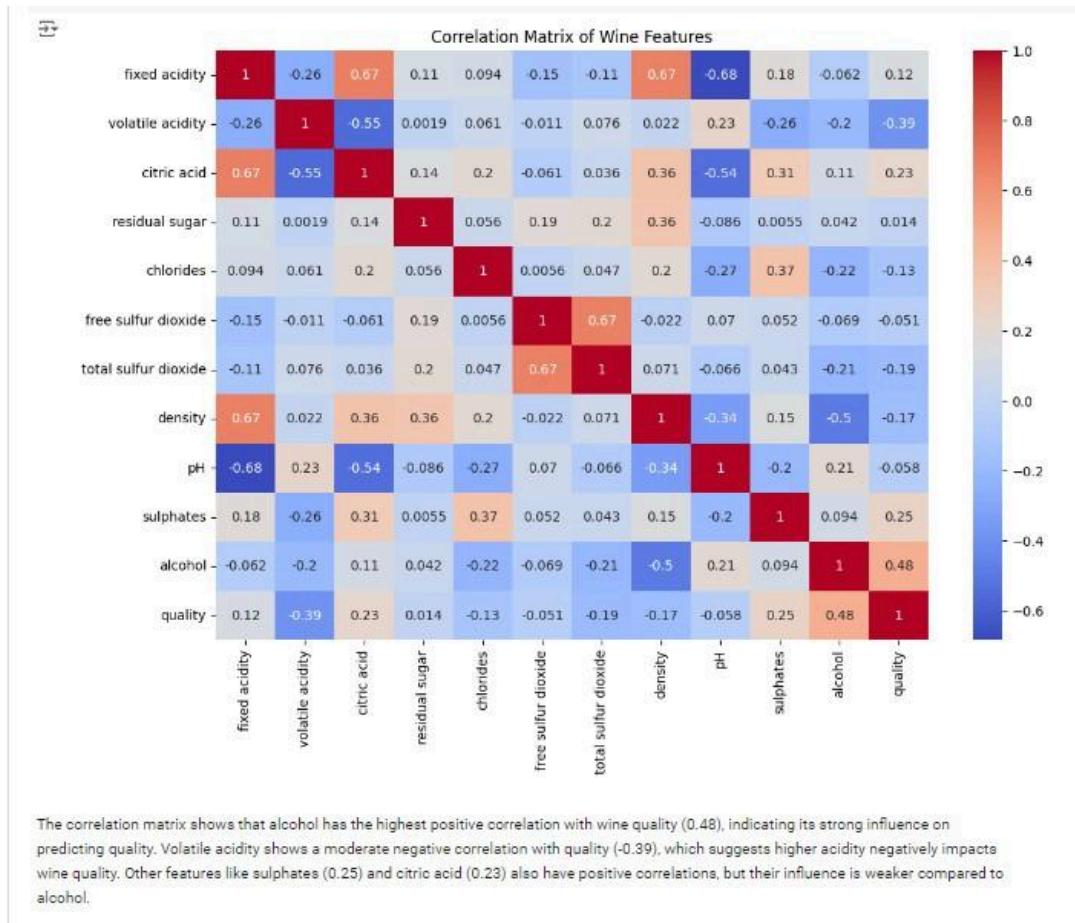 Correlation Matrix of Wine Features
fixed acidity - 1 -0.26 0.67 0.11 0.094 -0.15 -0.11 0.67 -0.68 0.18 -0.062 0.12
volatile acidity - -0.26 1 -0.55 0.0019 0.061 -0.011 0.076 0.022 0.23 -0.26 -0.2 -0.39
citric acid - 0.67 -0.55 1 0.14 0.2 -0.061 0.036 0.36 -0.54 0.31 0.11 0.23
residual sugar - 0.11 0.0019 0.14 1 0.056 0.19 0.2 0.36 -0.086 0.0055 0.042 0.014
chlorides - 0.094 0.061 0.2 0.056 1 0.0056 0.047 0.2 -0.27 0.37 -0.22 -0.13
free sulfur dioxide - -0.15 -0.011 -0.061 0.19 0.0056 1 0.67 -0.022 0.07 0.052 -0.069 -0.051
total sulfur dioxide - -0.11 0.076 0.036 0.2 0.047 0.67 1 0.071 -0.066 0.043 -0.21 -0.19
density - 0.67 0.022 0.36 0.36 0.2 -0.022 0.071 1 -0.34 0.15 -0.5 -0.17
pH - -0.68 0.23 -0.54 -0.086 -0.27 0.07 -0.066 -0.34 1 -0.2 0.21 -0.058
sulphates - 0.18 -0.26 0.31 0.0055 0.37 0.052 0.043 0.15 -0.2 1 0.094 0.25
alcohol - -0.062 -0.2 0.11 0.042 -0.22 -0.069 -0.21 -0.5 0.21 0.094 1 0.48
quality - 0.12 -0.39 0.23 0.014 -0.13 -0.051 -0.19 -0.17 -0.058 0.25 0.48 1
fixed acidity
volatile acidity
citric acid
residual sugar
chlorides
free sulfur dioxide
total sulfur dioxide
density
pH
sulphates
alcohol
quality
1.0
0.8
0.6
0.4
0.2
0.0
-0.2
-0.4
-0.6
The correlation matrix shows that alcohol has the highest positive correlation with wine quality (0.48), indicating its strong influence on
predicting quality. Volatile acidity shows a moderate negative correlation with quality (-0.39), which suggests higher acidity negatively impacts
wine quality. Other features like sulphates (0.25) and citric acid (0.23) also have positive correlations, but their influence is weaker compared to
alcohol.